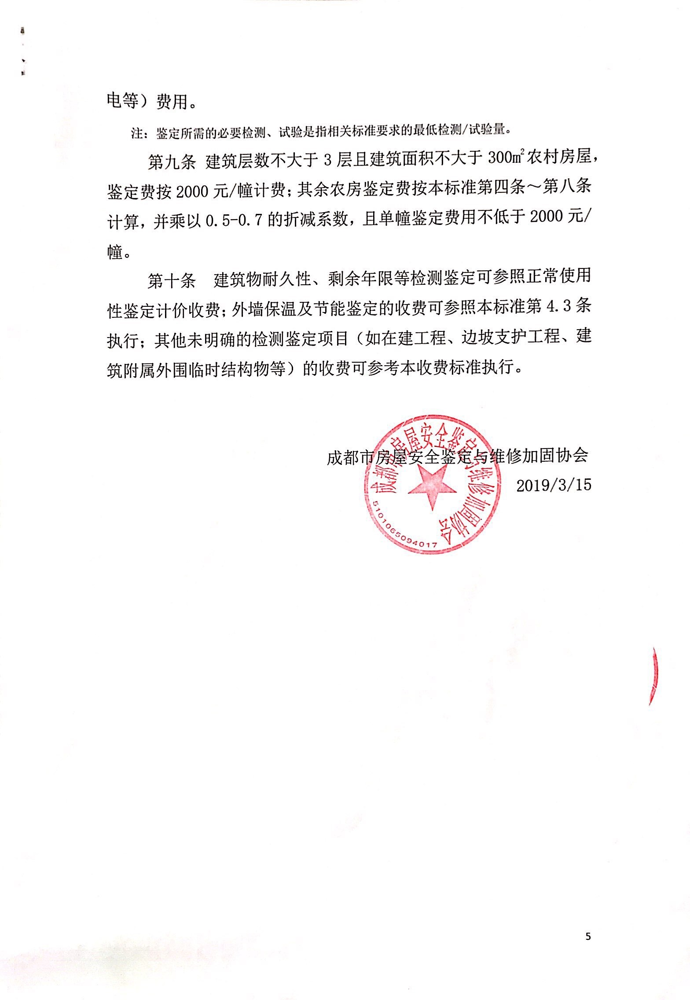 电等）费用。
注：鉴定所需的必要检测、试验是指相关标准要求的最低检测/试验量。
第九条 建筑层数不大于 3 层且建筑面积不大于 300㎡农村房屋，
鉴定费按 2000 元/幢计费；其余农房鉴定费按本标准第四条～第八条
计算，并乘以 0.5-0.7 的折减系数，且单幢鉴定费用不低于 2000 元/
幢。
第十条 建筑物耐久性、剩余年限等检测鉴定可参照正常使用
性鉴定计价收费；外墙保温及节能鉴定的收费可参照本标准第 4.3 条
执行；其他未明确的检测鉴定项目（如在建工程、边坡支护工程、建
筑附属外围临时结构物等）的收费可参考本收费标准执行。
成都市房屋安全鉴定与维修加固协会
成都市房屋安全鉴定与维修加固协会
2019/3/15
5101065094017
5